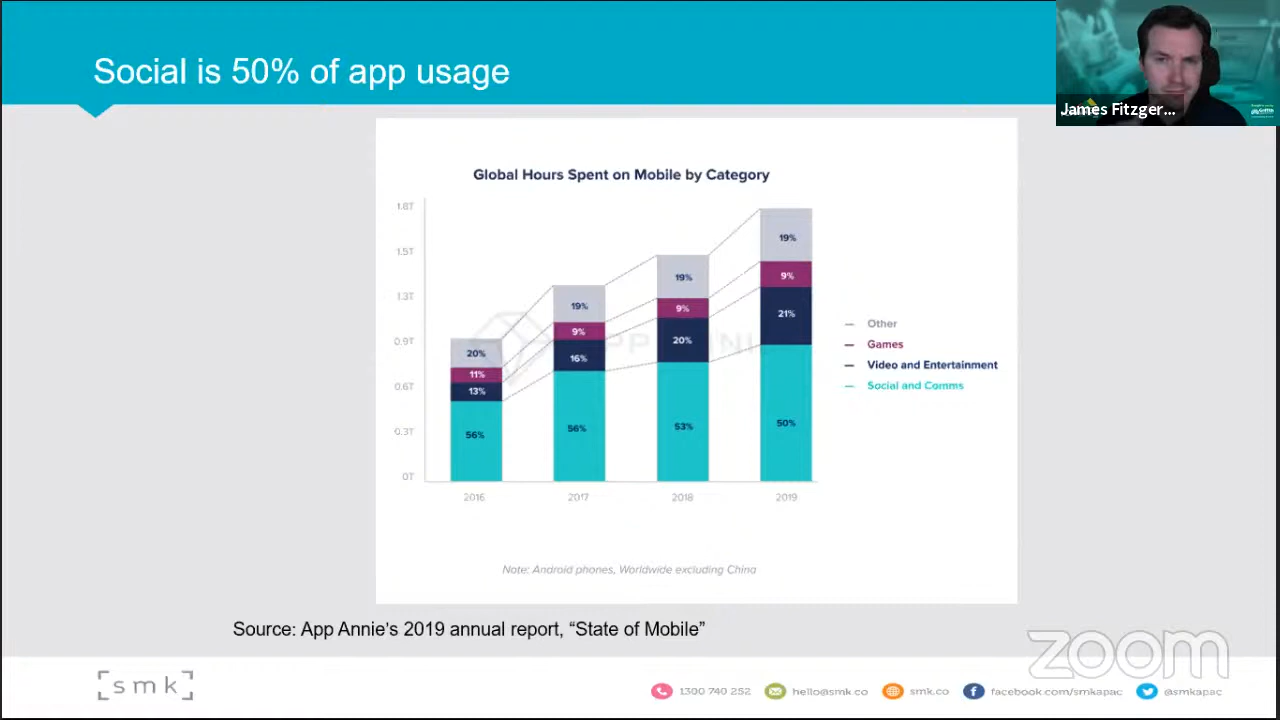 Social is 50% of app usage
James Fitzger...
Global Hours Spent on Mobile by Category
1.8T
1.5T
1.3T
0.9T
0.6T
0.3T
0T
20%
11%
13%
56%
19%
9%
16%
56%
19%
9%
20%
53%
19%
9%
21%
50%
2016 2017 2018 2019
Other
Games
Video and Entertainment
Social and Comms
Note: Android phones, Worldwide excluding China
Source: App Annie's 2019 annual report, “State of Mobile”
zoom
[smk]
1300 740 252 hello@smk.co smk.co facebook.com/smkapac @smkapac